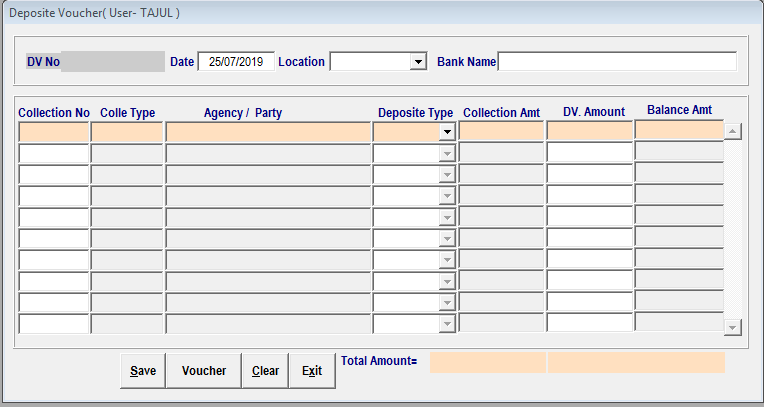 Deposite Voucher( User- TAJUL )
DV No Date 25/07/2019 Location Bank Name
Collection No Colle Type Agency / Party Deposite Type Collection Amt DV. Amount Balance Amt
Save Voucher Clear Exit Total Amount=